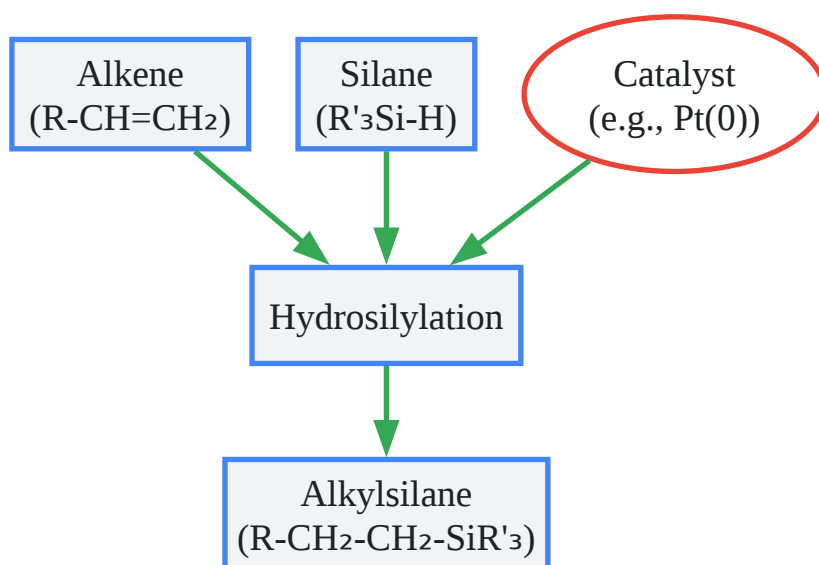 Alkene
(R-CH=CH₂)
Silane
(R'₃Si-H)
Catalyst
(e.g., Pt(0))
Hydrosilylation
Alkylsilane
(R-CH₂-CH₂-SiR'₃)